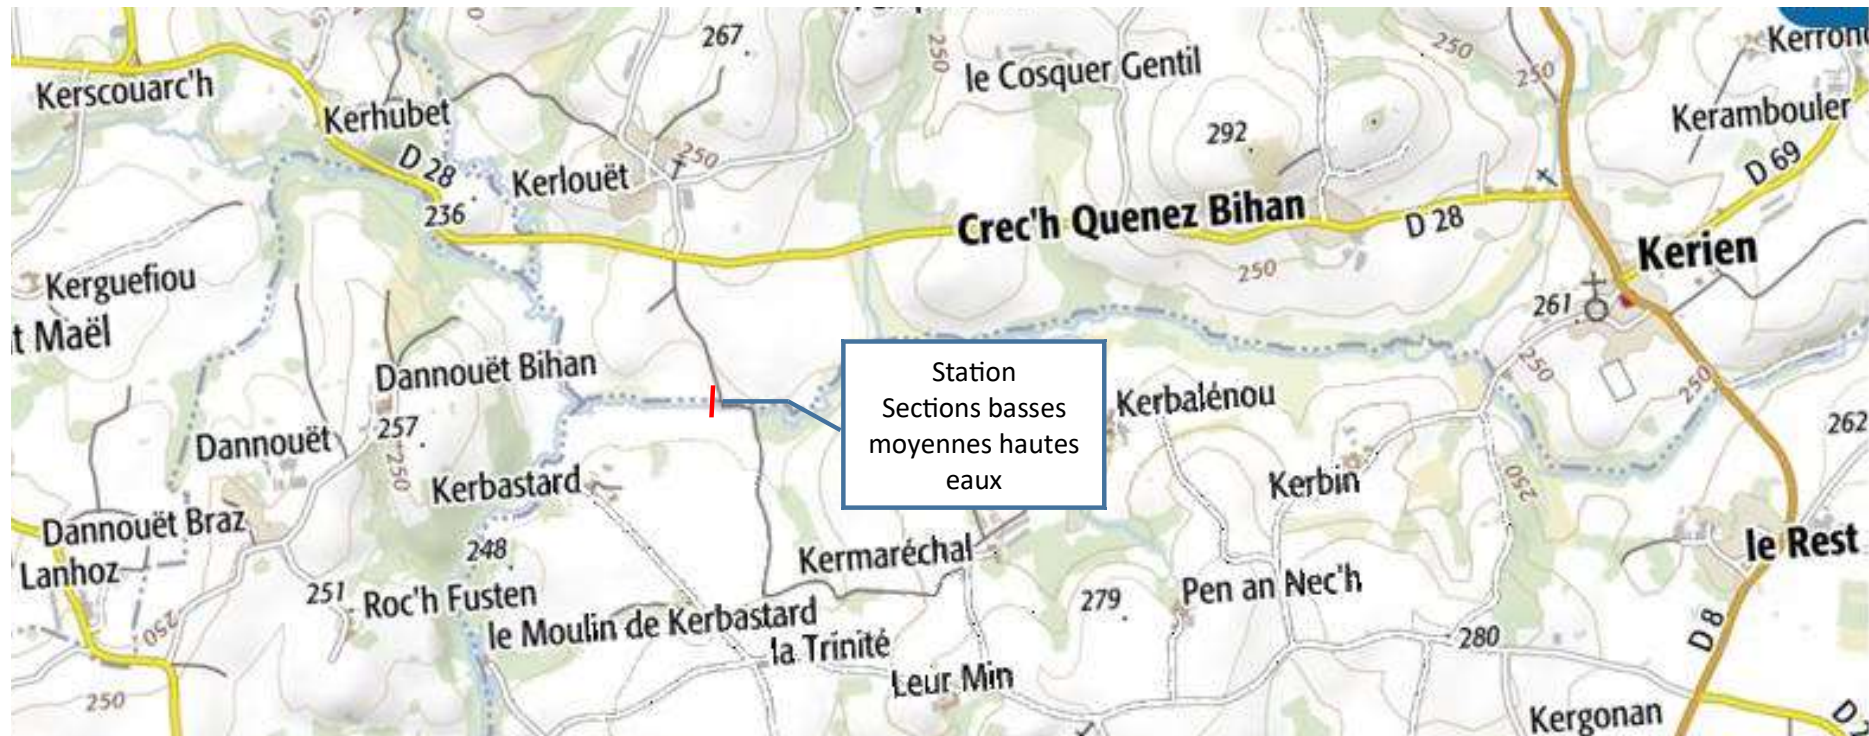 267
250
le Cosquer Gentil
250
250
Kerscouarc'h
Kerhubet
292
Kerambouler
D 28
250
Kerlouët
D 69
236
Crec'h Quenez Bihan
D 28
Kerien
250
Kerguefiou
261
t Maël
Dannouët Bihan
Station
Sections basses
moyennes hautes
eaux
Kerbalénou
250
250
257
262
Dannouët
250
Kerbastard
Kerbin
250
Dannouët Braz
248
Kermaréchal
le Rest
Lanhoz
251
Roc'h Fusten
279
Pen an Nec'h
250
le Moulin de Kerbastard
la Trinité
280
D 8
Leur Min
250
Kergonan